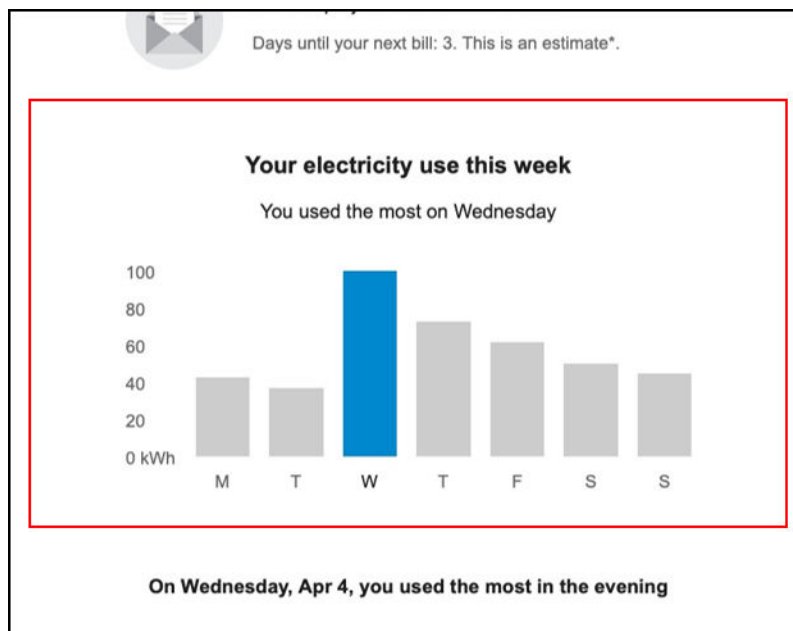 Days until your next bill: 3. This is an estimate*.
Your electricity use this week
You used the most on Wednesday
100
80
60
40
20
0 kWh
M T W T F S S
On Wednesday, Apr 4, you used the most in the evening